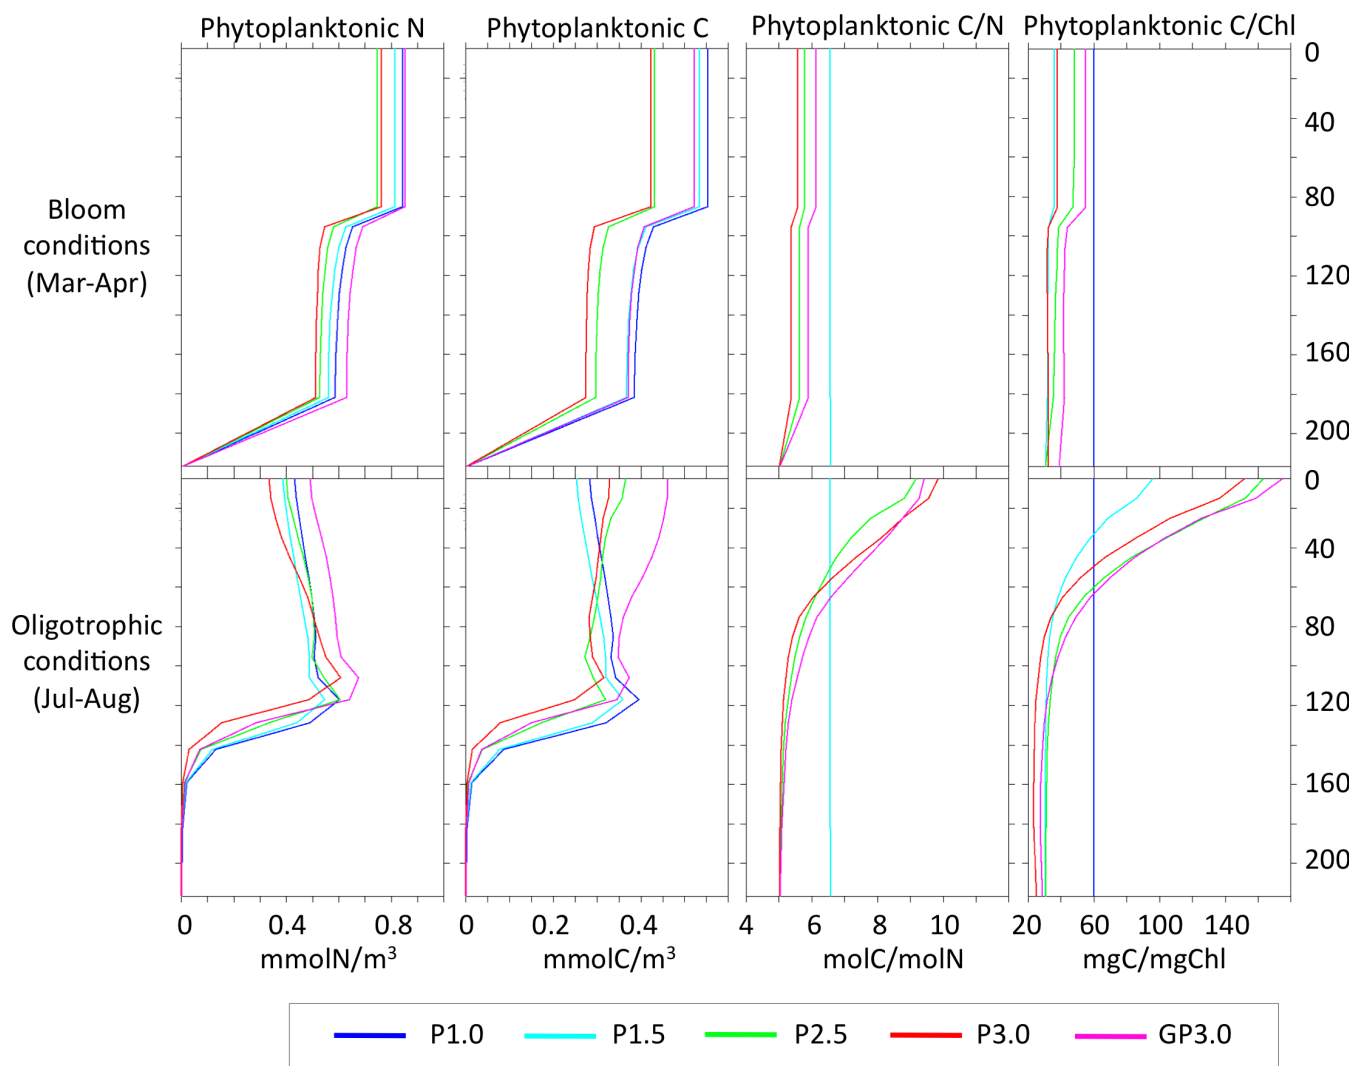 Phytoplanktonic N
Phytoplanktonic C
Phytoplanktonic C/N
Phytoplanktonic C/Chl
Bloom
conditions
(Mar-Apr)
0
40
80
120
160
200
Oligotrophic
conditions
(Jul-Aug)
0
40
80
120
160
200
0 0.4 0.8
mmolN/m³
0 0.2 0.4
mmolC/m³
4 6 8 10
molC/molN
20 60 100 140
mgC/mgChl
P1.0 P1.5 P2.5 P3.0 GP3.0